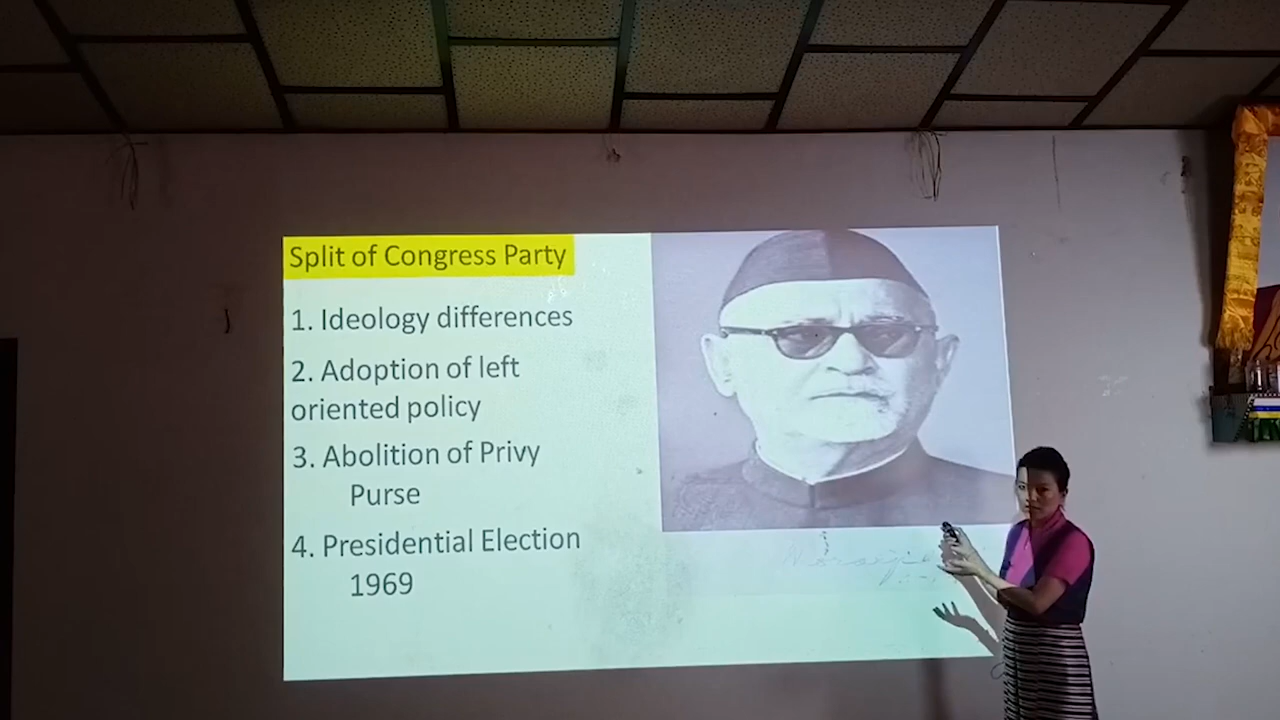 Split of Congress Party
1. Ideology differences
2. Adoption of left
oriented policy
3. Abolition of Privy
Purse
4. Presidential Election
1969